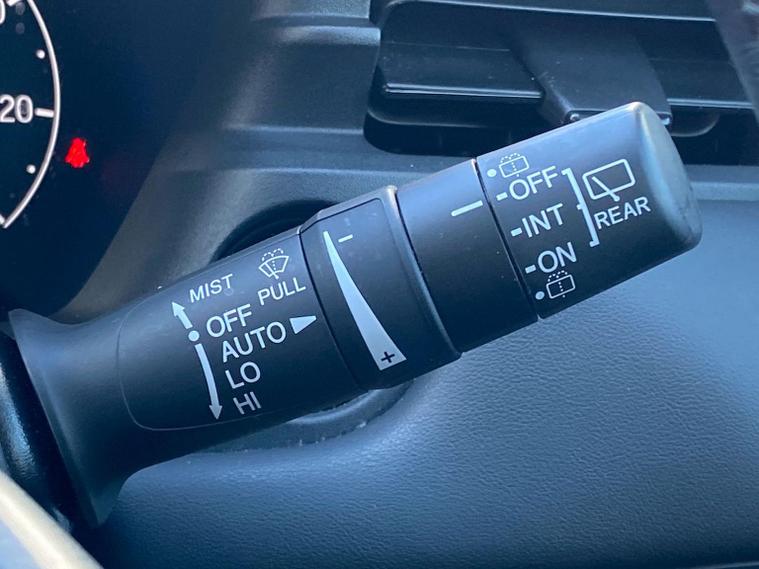 20
MIST
PULL
OFF
AUTO
LO
HI
−
+
OFF
INT
ON
REAR